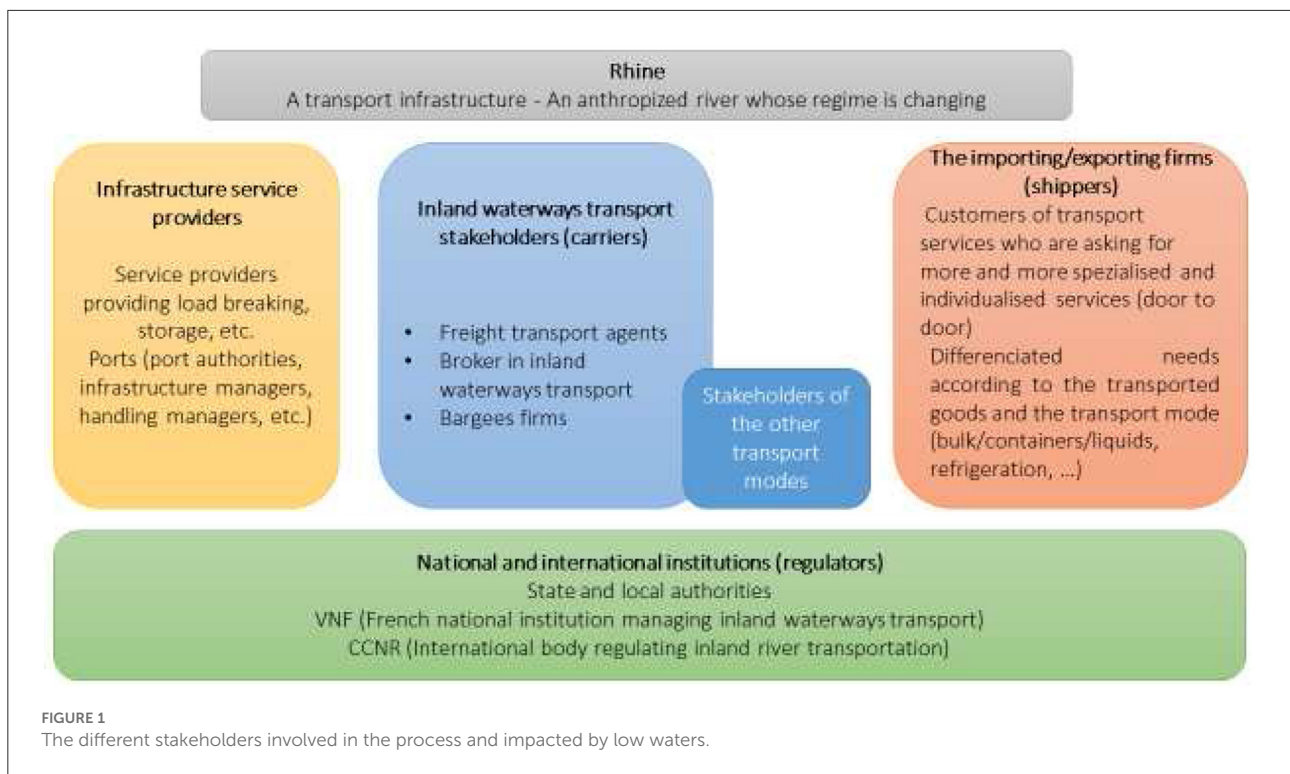 Rhine
A transport infrastructure - An anthropized river whose regime is changing
Infrastructure service
providers
Service providers
providing load breaking,
storage, etc.
Ports (port authorities,
infrastructure managers,
handling managers, etc.)
Inland waterways transport
stakeholders (carriers)
• Freight transport agents
• Broker in inland
waterways transport
• Bargees firms
Stakeholders of
the other
transport
modes
The importing/exporting firms
(shippers)
Customers of transport
services who are asking for
more and more spezialised and
individualised services (door to
door)
Differenciated needs
according to the transported
goods and the transport mode
(bulk/containers/liquids,
refrigeration, ...)
National and international institutions (regulators)
State and local authorities
VNF (French national institution managing inland waterways transport)
CCNR (International body regulating inland river transportation)
FIGURE 1
The different stakeholders involved in the process and impacted by low waters.